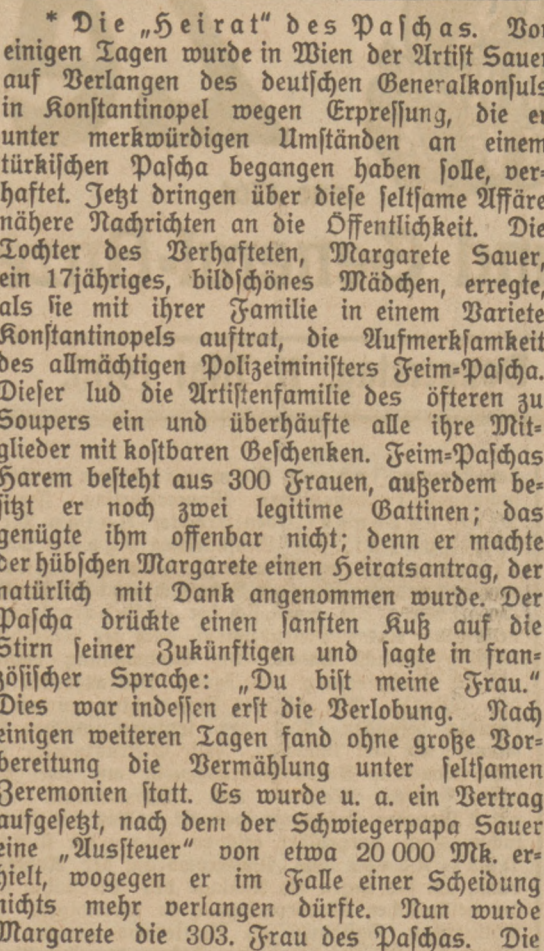 * Die „Heirat“ des Paschas. Vor
einigen Tagen wurde in Wien der Artist Sauer
auf Verlangen des deutschen Generalkonsuls
in Konstantinopel wegen Erpressung, die er
unter merkwürdigen Umständen an einem
türkischen Pascha begangen haben solle, ver-
haftet. Jetzt dringen über diese seltsame Affäre
nähere Nachrichten an die Öffentlichkeit. Die
Tochter des Verhafteten, Margarete Sauer,
ein 17jähriges, bildschönes Mädchen, erregte,
als sie mit ihrer Familie in einem Variete
Konstantinopels auftrat, die Aufmerksamkeit
des allmächtigen Polizeiministers Feim-Pascha.
Dieser lud die Artistenfamilie des öfteren zu
Soupers ein und überhäufte alle ihre Mit-
glieder mit kostbaren Geschenken. Feim-Paschas
Harem besteht aus 300 Frauen, außerdem be-
sitzt er noch zwei legitime Gattinen; das
genügte ihm offenbar nicht; denn er machte
der hübschen Margarete einen Heiratsantrag, der
natürlich mit Dank angenommen wurde. Der
Pascha drückte einen sanften Kuß auf die
Stirn seiner Zukünftigen und sagte in fran-
zösischer Sprache: „Du bist meine Frau.“
Dies war indessen erst die Verlobung. Nach
einigen weiteren Tagen fand ohne große Vor-
bereitung die Vermählung unter seltsamen
Zeremonien statt. Es wurde u. a. ein Vertrag
aufgesetzt, nach dem der Schwiegerpapa Sauer
eine „Aussteuer“ von etwa 20 000 Mk. er-
hielt, wogegen er im Falle einer Scheidung
nichts mehr verlangen dürfte. Nun wurde
Margarete die 303. Frau des Paschas. Die